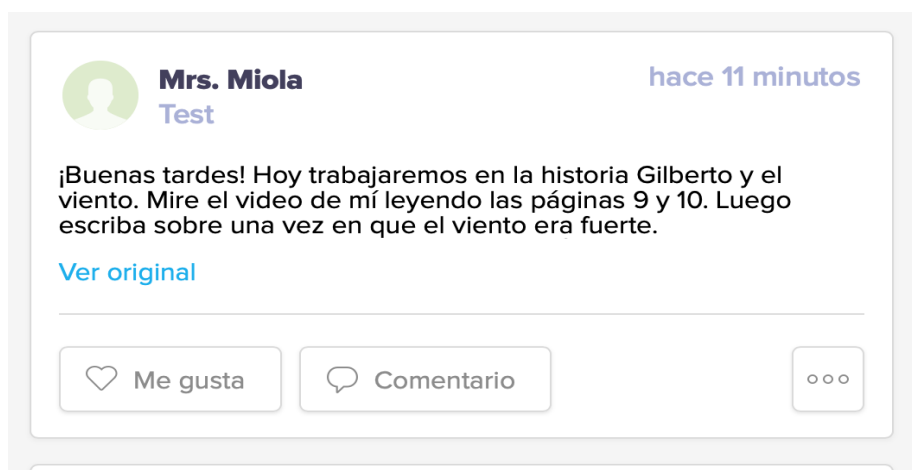 Mrs. Miola
hace 11 minutos
Test
¡Buenas tardes! Hoy trabajaremos en la historia Gilberto y el
viento. Mire el video de mí leyendo las páginas 9 y 10. Luego
escriba sobre una vez en que el viento era fuerte.
Ver original
Me gusta
Comentario